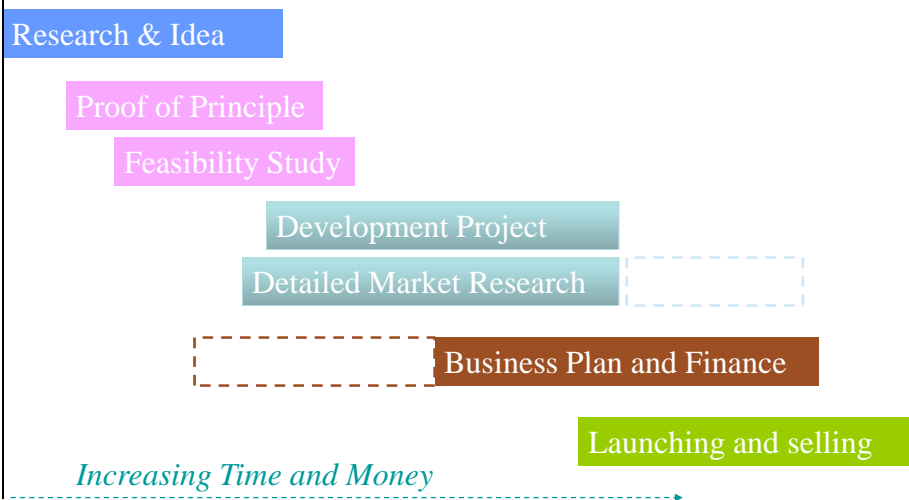 Research & Idea
Proof of Principle
Feasibility Study
Development Project
Detailed Market Research
Business Plan and Finance
Launching and selling
Increasing Time and Money